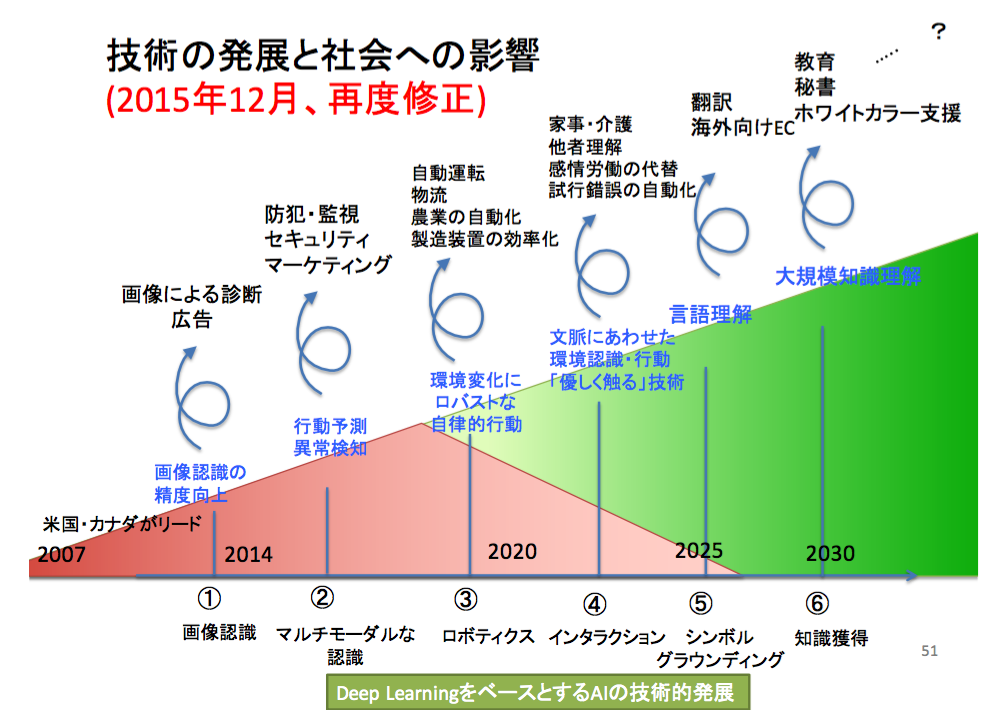 技術の発展と社会への影響
(2015年12月、再度修正)
?
.....
教育
秘書
ホワイトカラー支援
翻訳
海外向けEC
家事・介護
他者理解
感情労働の代替
試行錯誤の自動化
自動運転
物流
農業の自動化
製造装置の効率化
防犯・監視
セキュリティ
マーケティング
画像による診断
広告
大規模知識理解
言語理解
文脈にあわせた
環境認識・行動
「優しく触る」技術
環境変化に
ロバストな
自律的行動
行動予測
異常検知
画像認識の
精度向上
米国・カナダがリード
2007
2014
2020
2025
2030
①
画像認識
②
マルチモーダルな
認識
③
ロボティクス
④
インタラクション
⑤
シンボル
グラウンディング
⑥
知識獲得
51
Deep LearningをベースとするAIの技術的発展